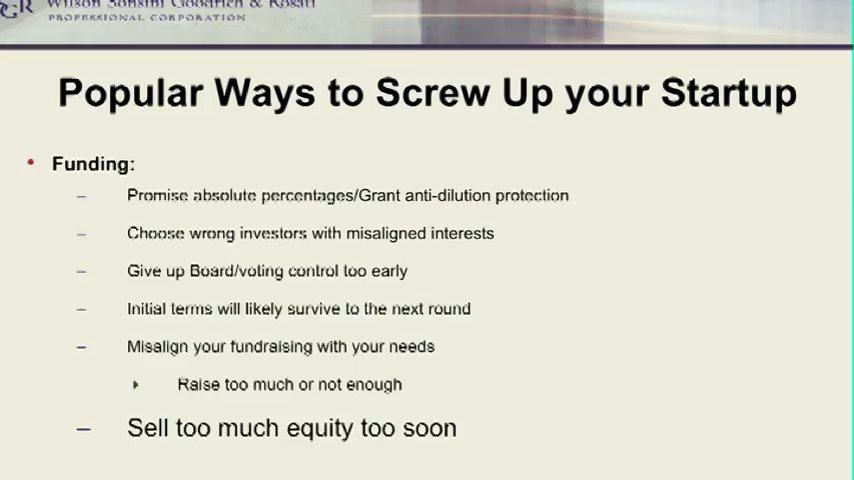 Wilson Sonsini Goodrich & Rosati
PROFESSIONAL CORPORATION
Popular Ways to Screw Up your Startup
• Funding:
– Promise absolute percentages/Grant anti-dilution protection
– Choose wrong investors with misaligned interests
– Give up Board/voting control too early
– Initial terms will likely survive to the next round
– Misalign your fundraising with your needs
Raise too much or not enough
– Sell too much equity too soon